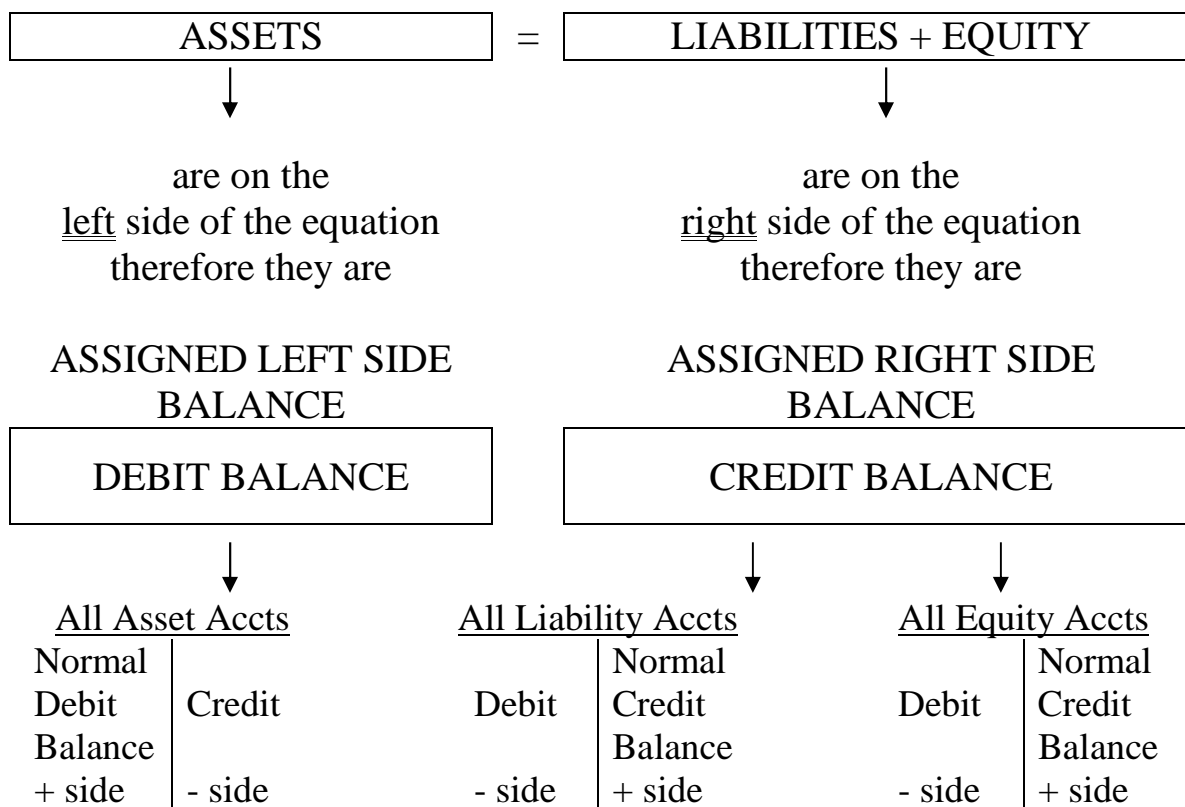 ASSETS = LIABILITIES + EQUITY
are on the are on the
left side of the equation right side of the equation
therefore they are therefore they are
ASSIGNED LEFT SIDE ASSIGNED RIGHT SIDE
BALANCE BALANCE
DEBIT BALANCE CREDIT BALANCE
All Asset Accts All Liability Accts All Equity Accts
Normal Normal Normal
Debit Credit Debit Credit Debit Credit
Balance Balance Balance
+ side - side - side + side - side + side